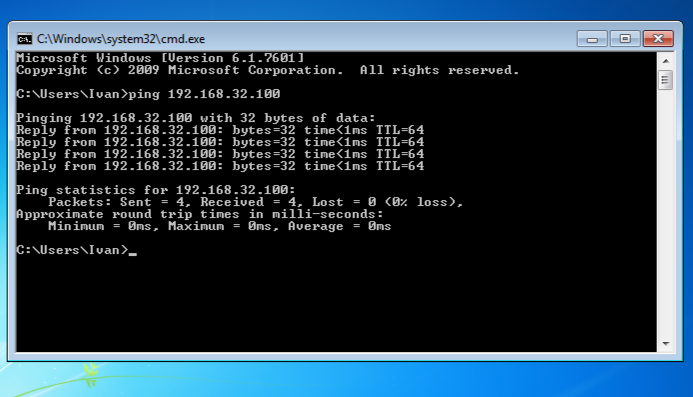 C:\Windows\system32\cmd.exe
Microsoft Windows [Version 6.1.7601]
Copyright (c) 2009 Microsoft Corporation.  All rights reserved.
C:\Users\Ivan>ping 192.168.32.100
Pinging 192.168.32.100 with 32 bytes of data:
Reply from 192.168.32.100: bytes=32 time<1ms TTL=64
Reply from 192.168.32.100: bytes=32 time<1ms TTL=64
Reply from 192.168.32.100: bytes=32 time<1ms TTL=64
Reply from 192.168.32.100: bytes=32 time<1ms TTL=64
Ping statistics for 192.168.32.100:
    Packets: Sent = 4, Received = 4, Lost = 0 (0% loss),
Approximate round trip times in milli-seconds:
    Minimum = 0ms, Maximum = 0ms, Average = 0ms
C:\Users\Ivan>_